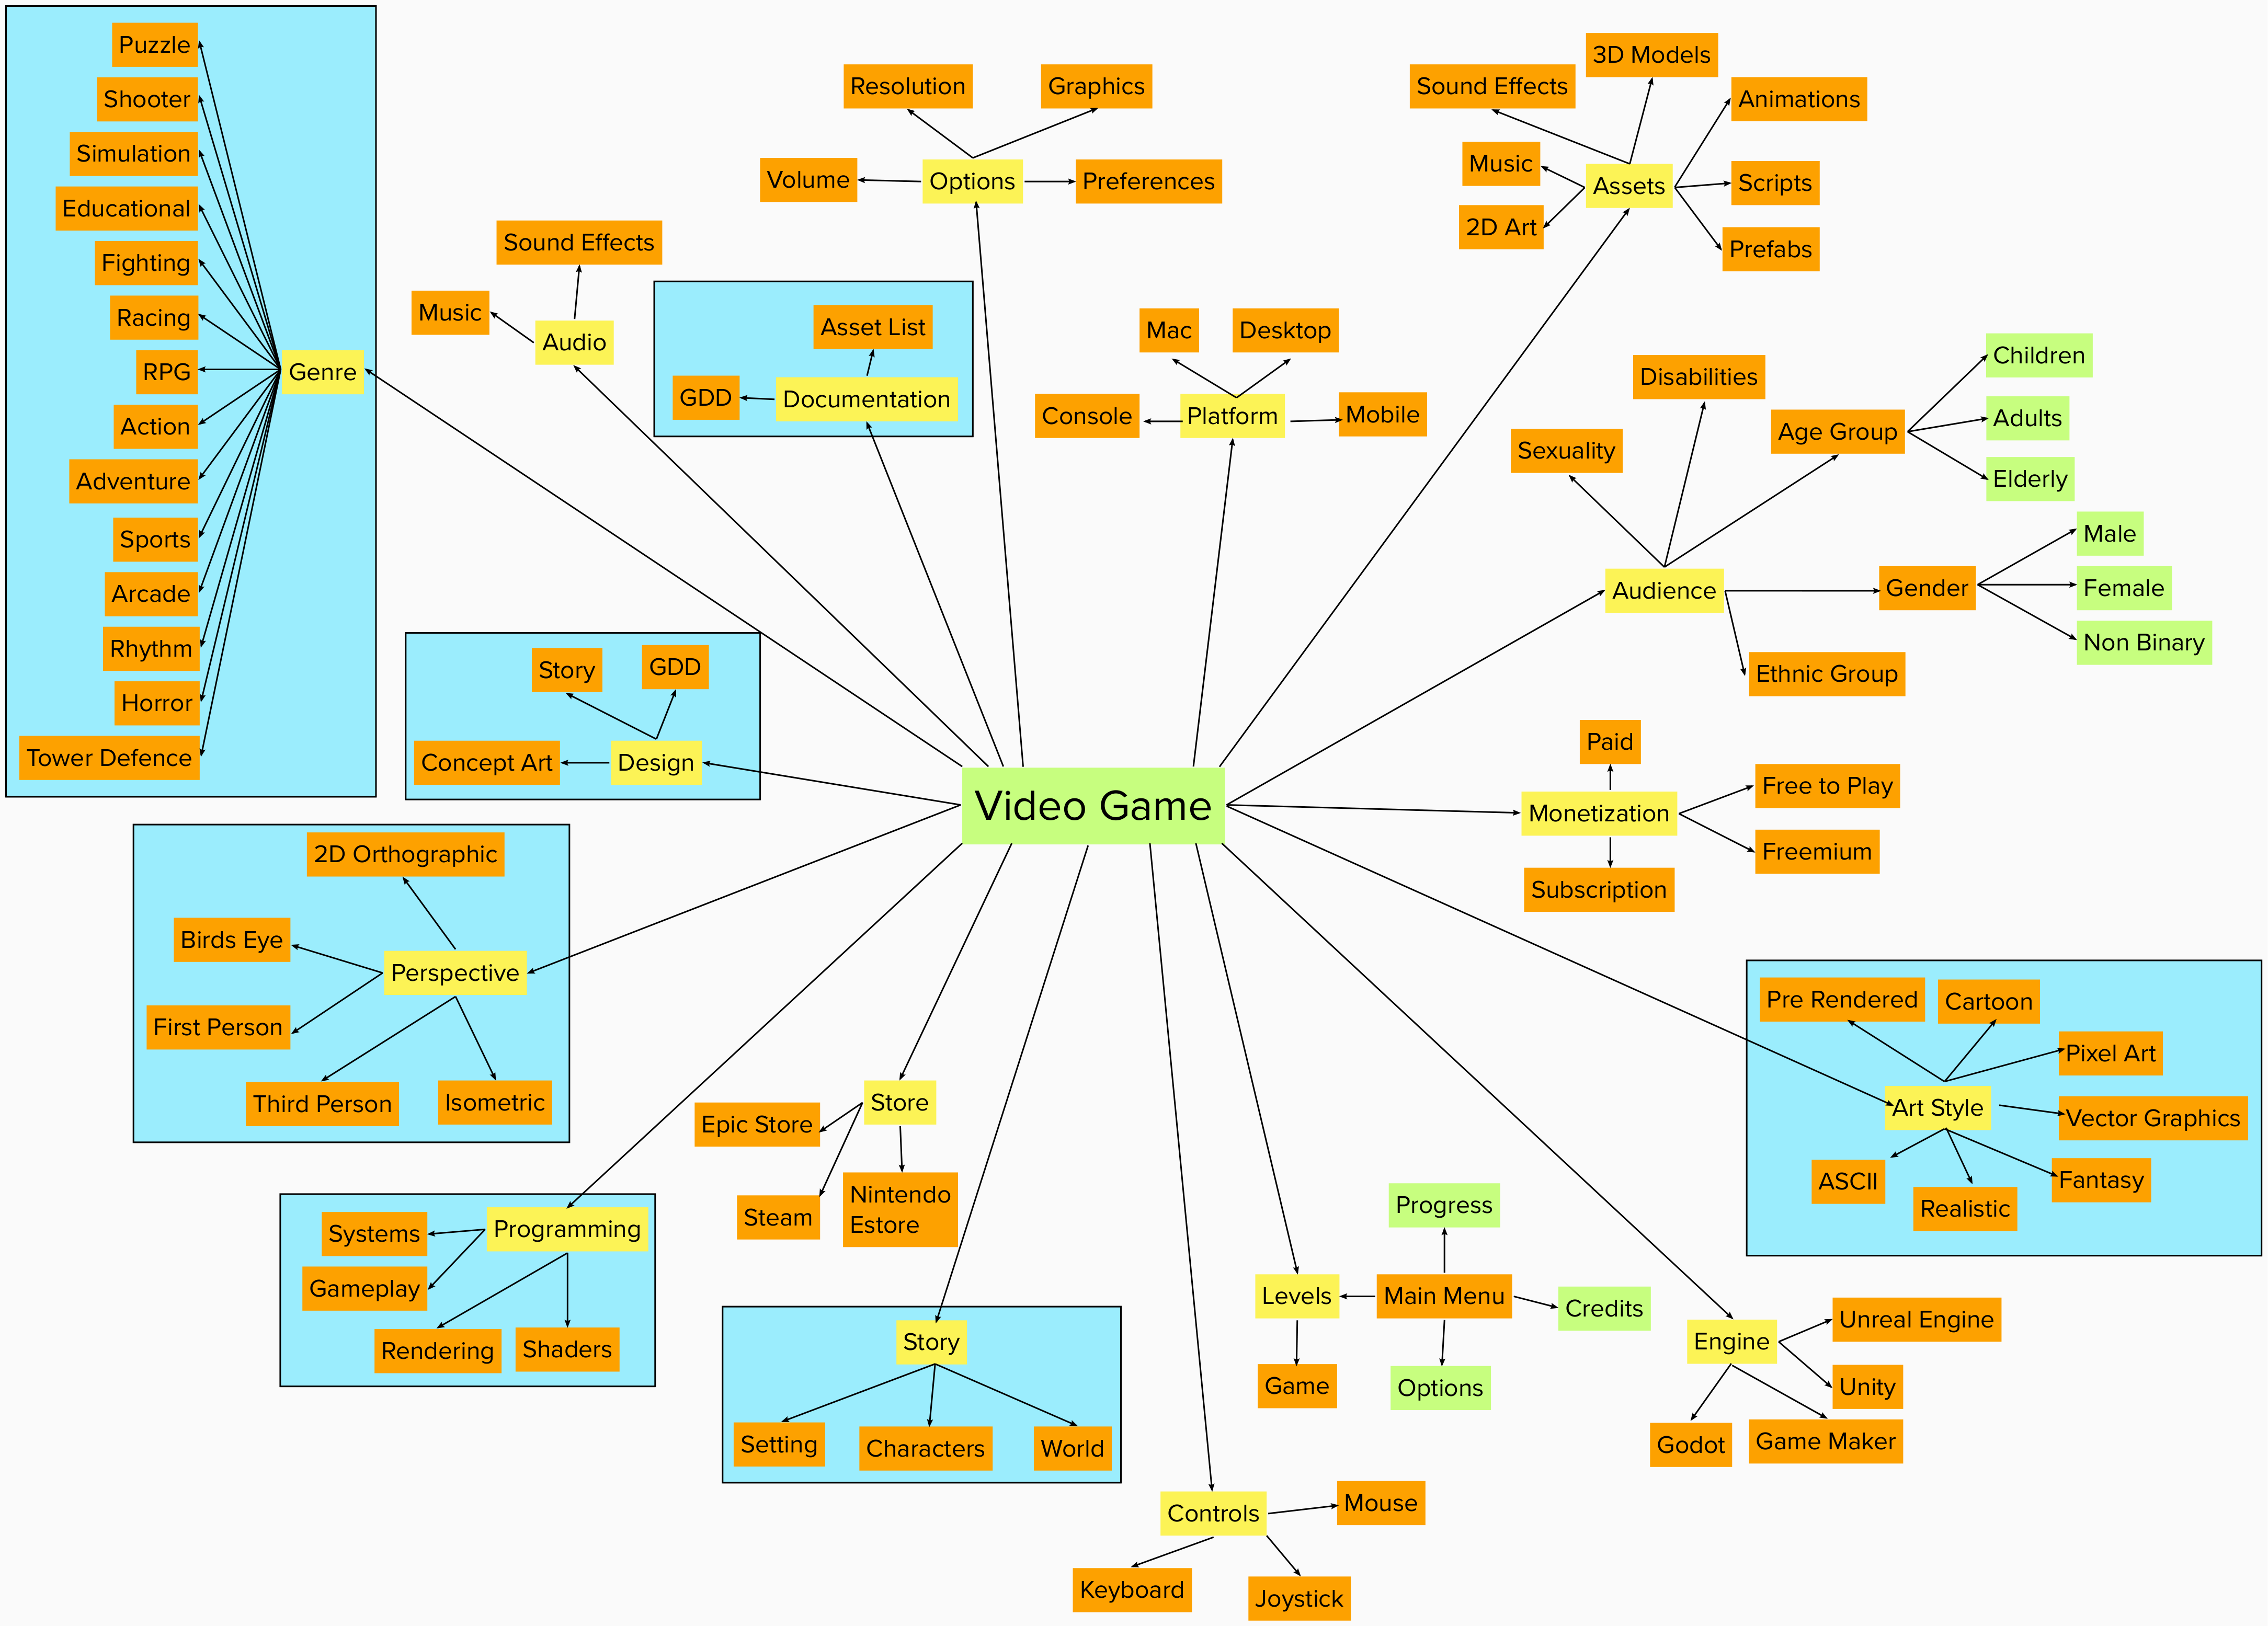 Puzzle
Shooter
Simulation
Educational
Fighting
Racing
RPG
Action
Adventure
Sports
Arcade
Rhythm
Horror
Tower Defence
Genre
Music
Sound Effects
Audio
Asset List
GDD
Documentation
Resolution
Graphics
Volume
Options
Preferences
Mac
Desktop
Console
Platform
Mobile
3D Models
Sound Effects
Animations
Music
Assets
Scripts
2D Art
Prefabs
Disabilities
Sexuality
Age Group
Children
Adults
Elderly
Audience
Gender
Male
Female
Non Binary
Ethnic Group
Story
GDD
Concept Art
Design
Video Game
Paid
Monetization
Free to Play
Freemium
Subscription
2D Orthographic
Birds Eye
Perspective
First Person
Third Person
Isometric
Pre Rendered
Cartoon
Pixel Art
Art Style
Vector Graphics
ASCII
Realistic
Fantasy
Store
Epic Store
Steam
Nintendo
Estore
Systems
Programming
Gameplay
Rendering
Shaders
Story
Setting
Characters
World
Progress
Levels
Main Menu
Credits
Game
Options
Engine
Unreal Engine
Unity
Godot
Game Maker
Controls
Mouse
Keyboard
Joystick